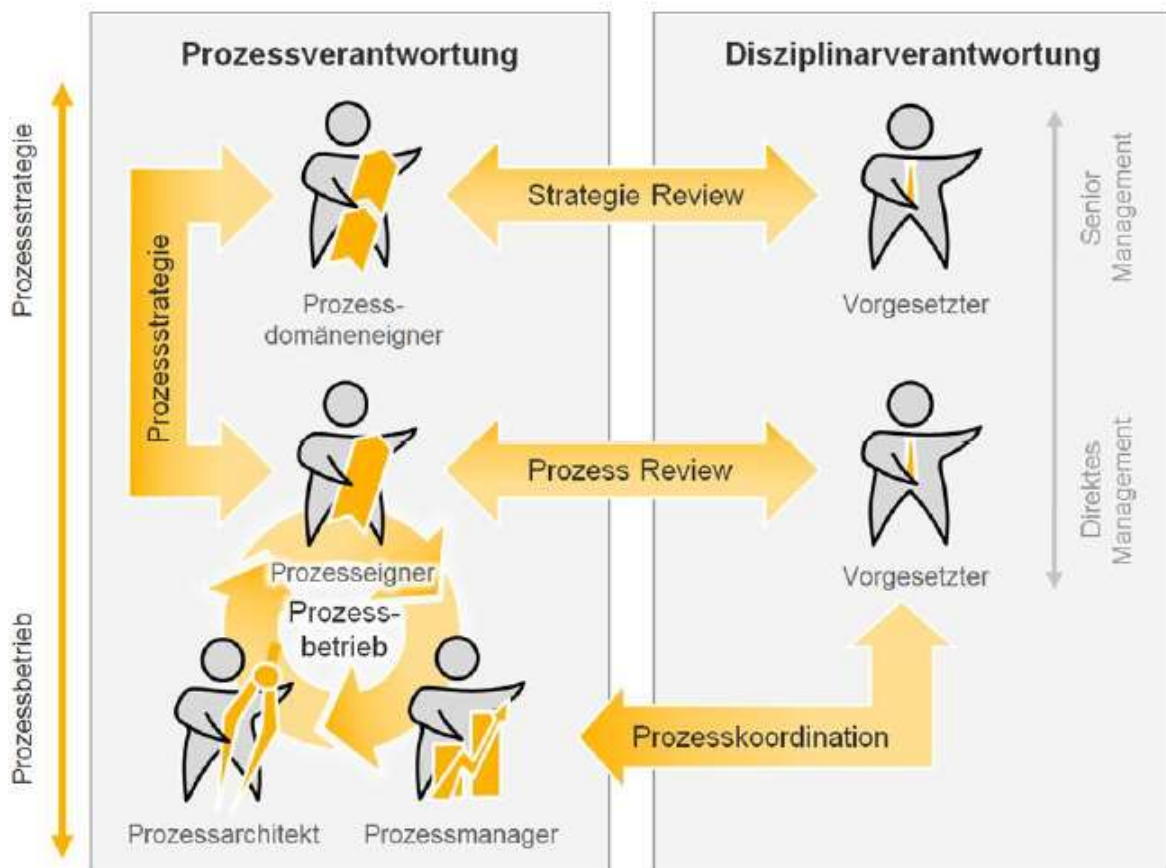 Prozessverantwortung
Disziplinarverantwortung
Prozessstrategie
Prozessbetrieb
Prozessstrategie
Strategie Review
Prozess-
domäneneigner
Vorgesetzter
Senior
Management
Prozess Review
Prozesseigner
Vorgesetzter
Direktes
Management
Prozess-
betrieb
Prozesskoordination
Prozessarchitekt
Prozessmanager